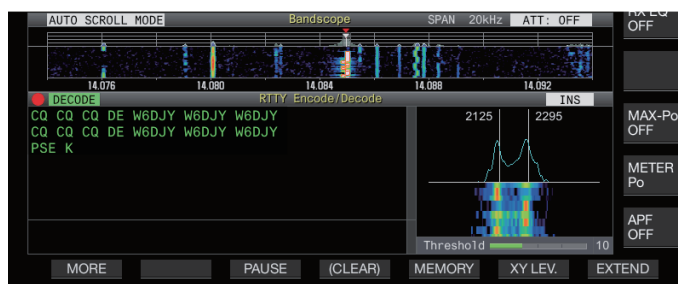 AUTO SCROLL MODE Bandscope SPAN 20kHz ATT: OFF
RX EQ
OFF
14.076 14.080 14.084 14.088 14.092
DECODE RTTY Encode/Decode INS
CQ CQ CQ DE W6DJY W6DJY W6DJY
CQ CQ CQ DE W6DJY W6DJY W6DJY
PSE K
2125 2295
MAX-Po
OFF
METER
Po
APF
OFF
Threshold 10
MORE PAUSE (CLEAR) MEMORY XY LEV. EXTEND